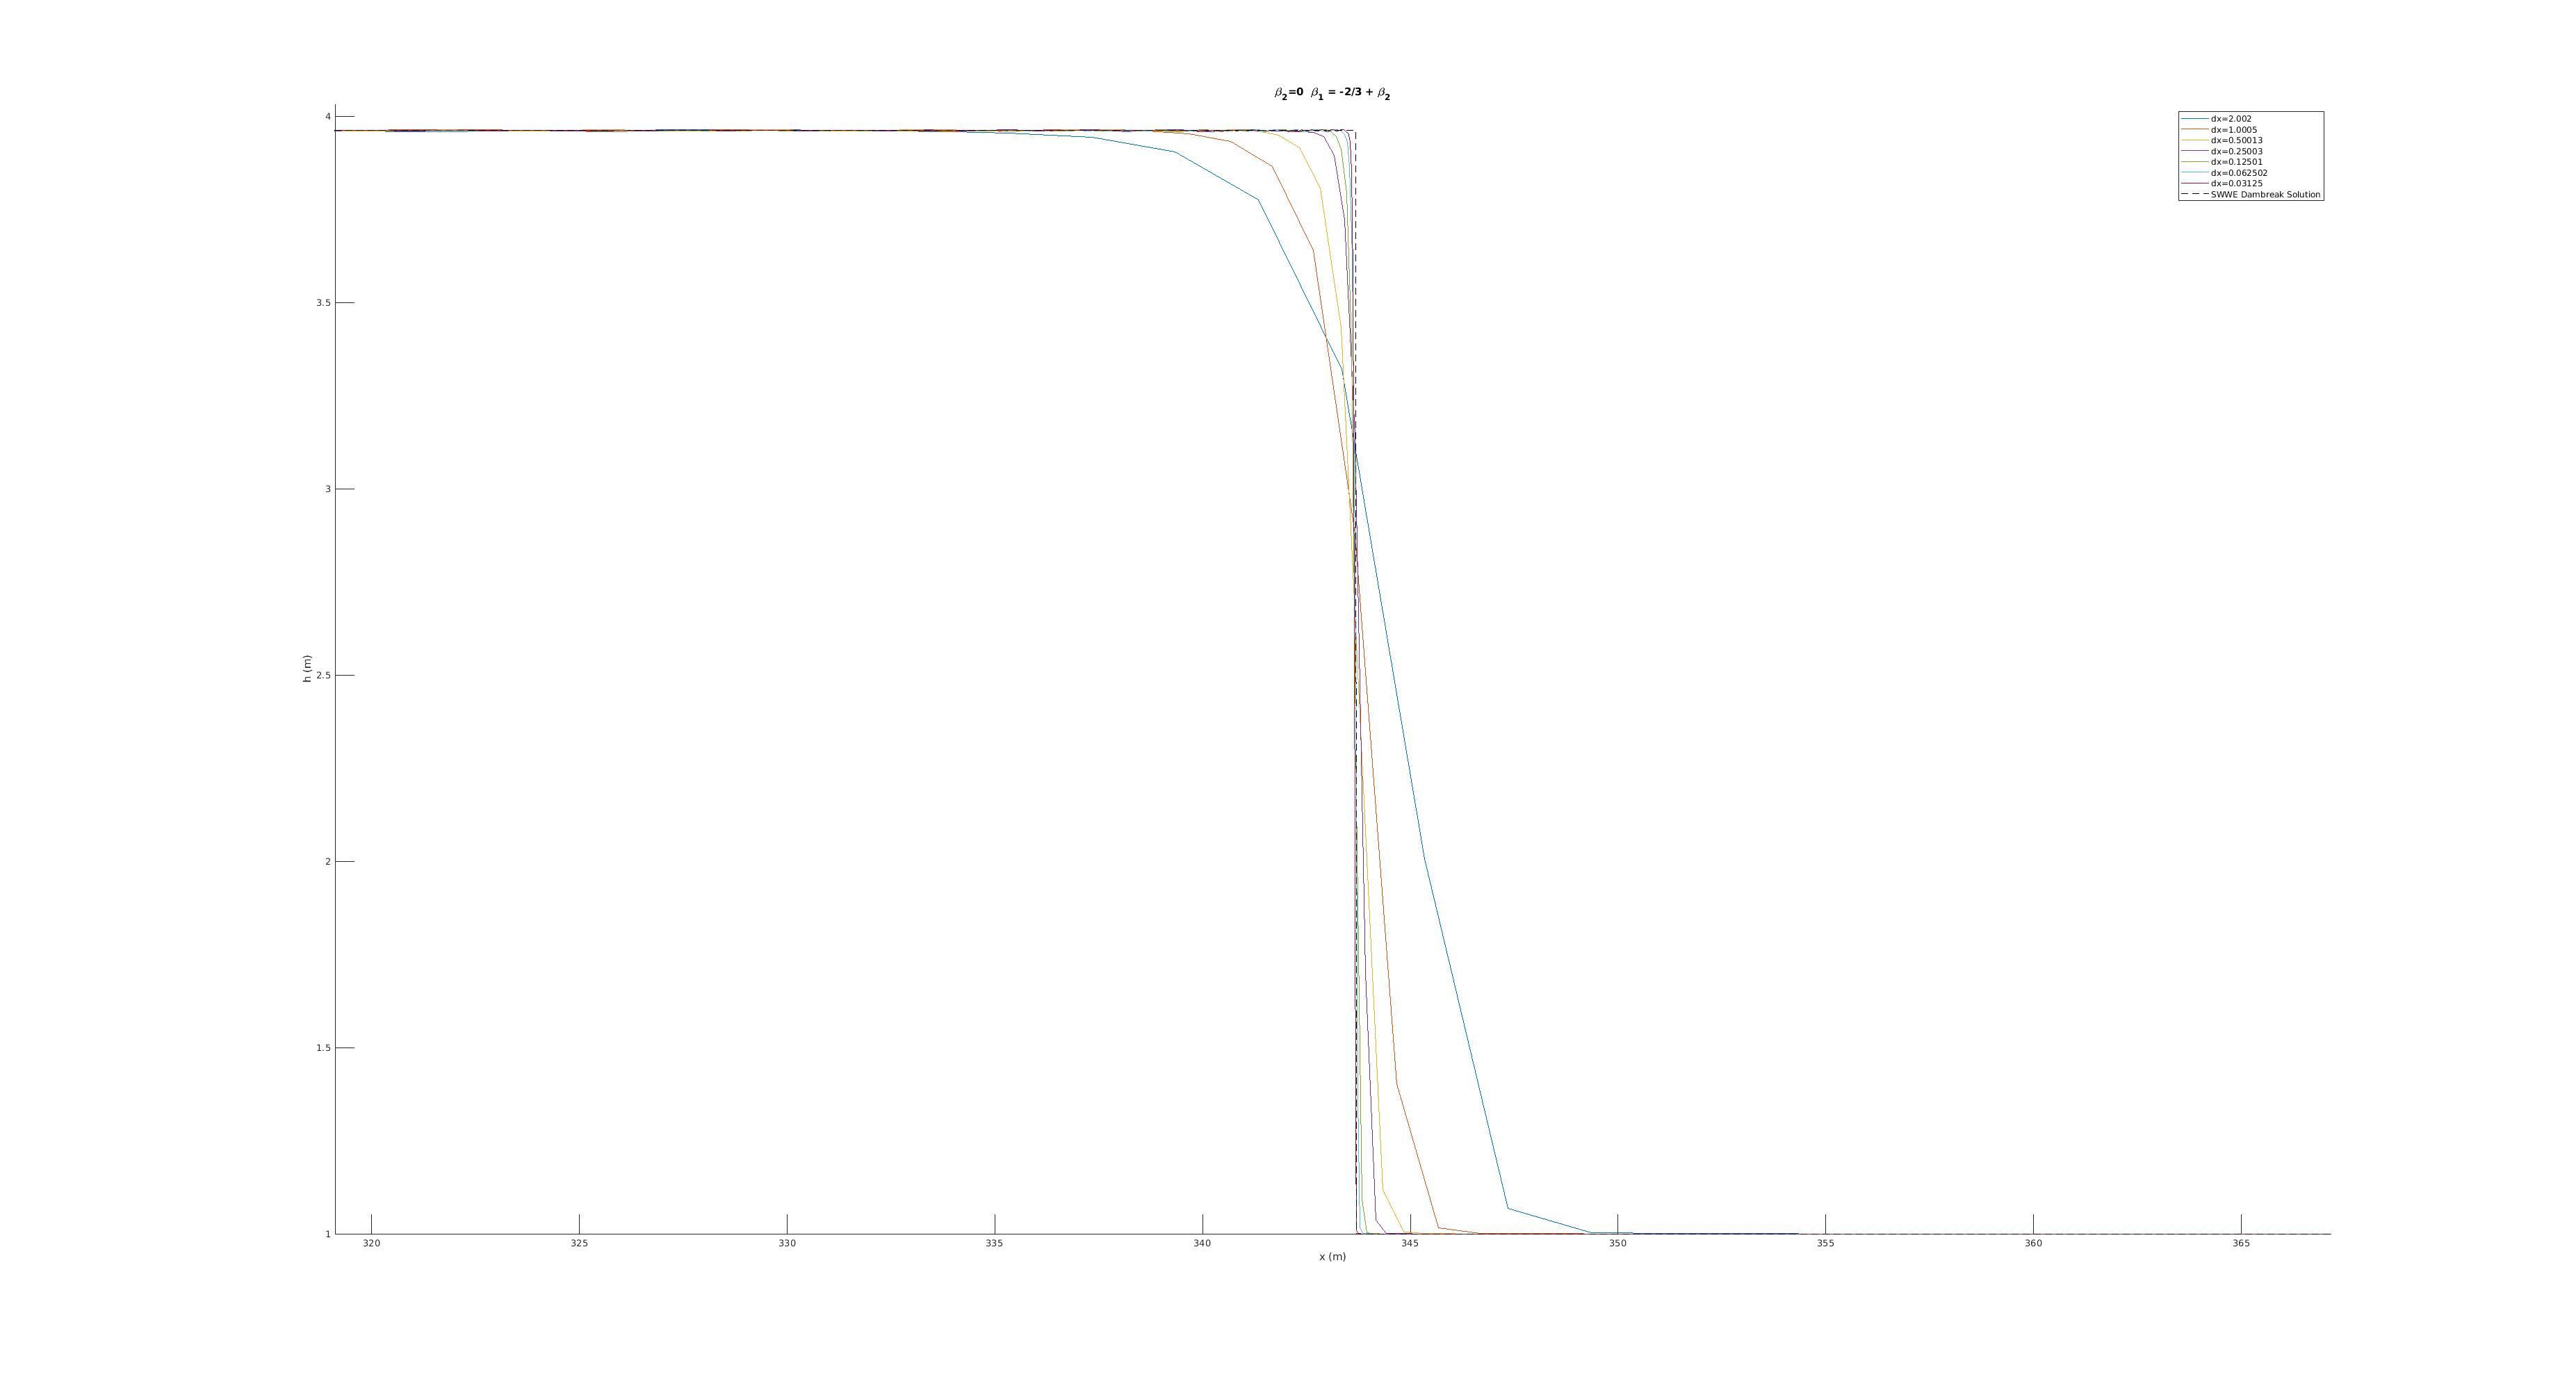 β2=0 β1 = -2/3 + β2
dx=2.002
dx=1.0005
dx=0.50013
dx=0.25003
dx=0.12501
dx=0.062502
dx=0.03125
SWWE Dambreak Solution
4
3.5
3
2.5
2
1.5
1
h (m)
320 325 330 335 340 345 350 355 360 365
x (m)